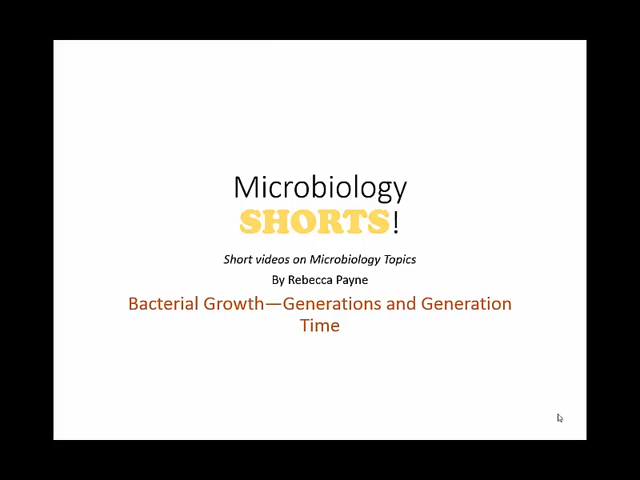 Microbiology
SHORTS!
Short videos on Microbiology Topics
By Rebecca Payne
Bacterial Growth—Generations and Generation
Time